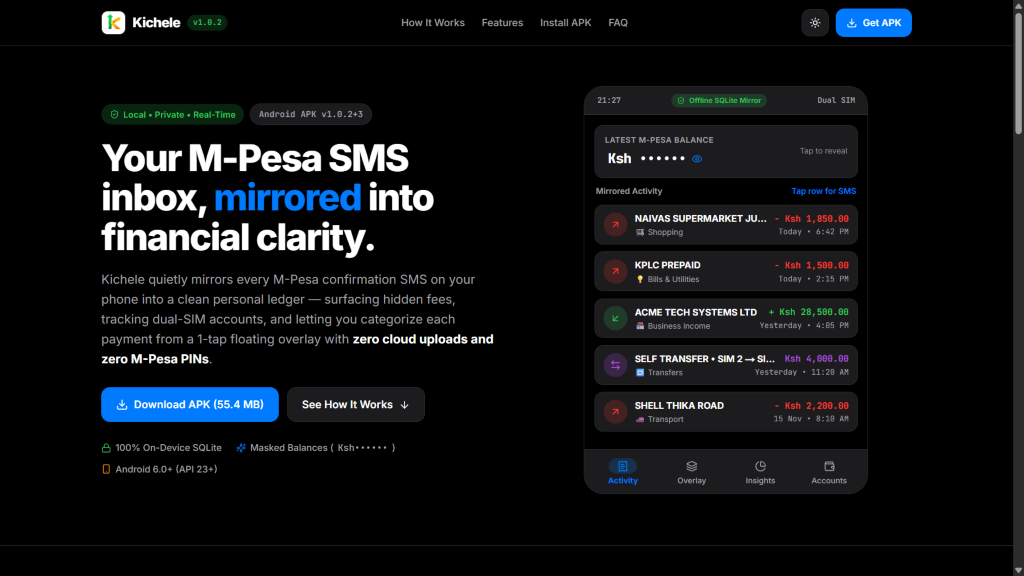 Kichele v1.0.2
How It Works Features Install APK FAQ
Get APK
Local • Private • Real-Time
Android APK v1.0.2+3
Your M-Pesa SMS
inbox, mirrored into
financial clarity.
Kichele quietly mirrors every M-Pesa confirmation SMS on your
phone into a clean personal ledger — surfacing hidden fees,
tracking dual-SIM accounts, and letting you categorize each
payment from a 1-tap floating overlay with zero cloud uploads and
zero M-Pesa PINs.
Download APK (55.4 MB)
See How It Works ↓
100% On-Device SQLite
Masked Balances ( Ksh•••••• )
Android 6.0+ (API 23+)
21:27
Offline SQLite Mirror
Dual SIM
LATEST M-PESA BALANCE
Ksh ••••••
Tap to reveal
Mirrored Activity
Tap row for SMS
NAIVAS SUPERMARKET JU... - Ksh 1,850.00
Shopping Today • 6:42 PM
KPLC PREPAID - Ksh 1,500.00
Bills & Utilities Today • 2:15 PM
ACME TECH SYSTEMS LTD + Ksh 28,500.00
Business Income Yesterday • 4:05 PM
SELF TRANSFER • SIM 2 → SI... Ksh 4,000.00
Transfers Yesterday • 11:20 AM
SHELL THIKA ROAD - Ksh 2,200.00
Transport 15 Nov • 8:10 AM
Activity Overlay Insights Accounts